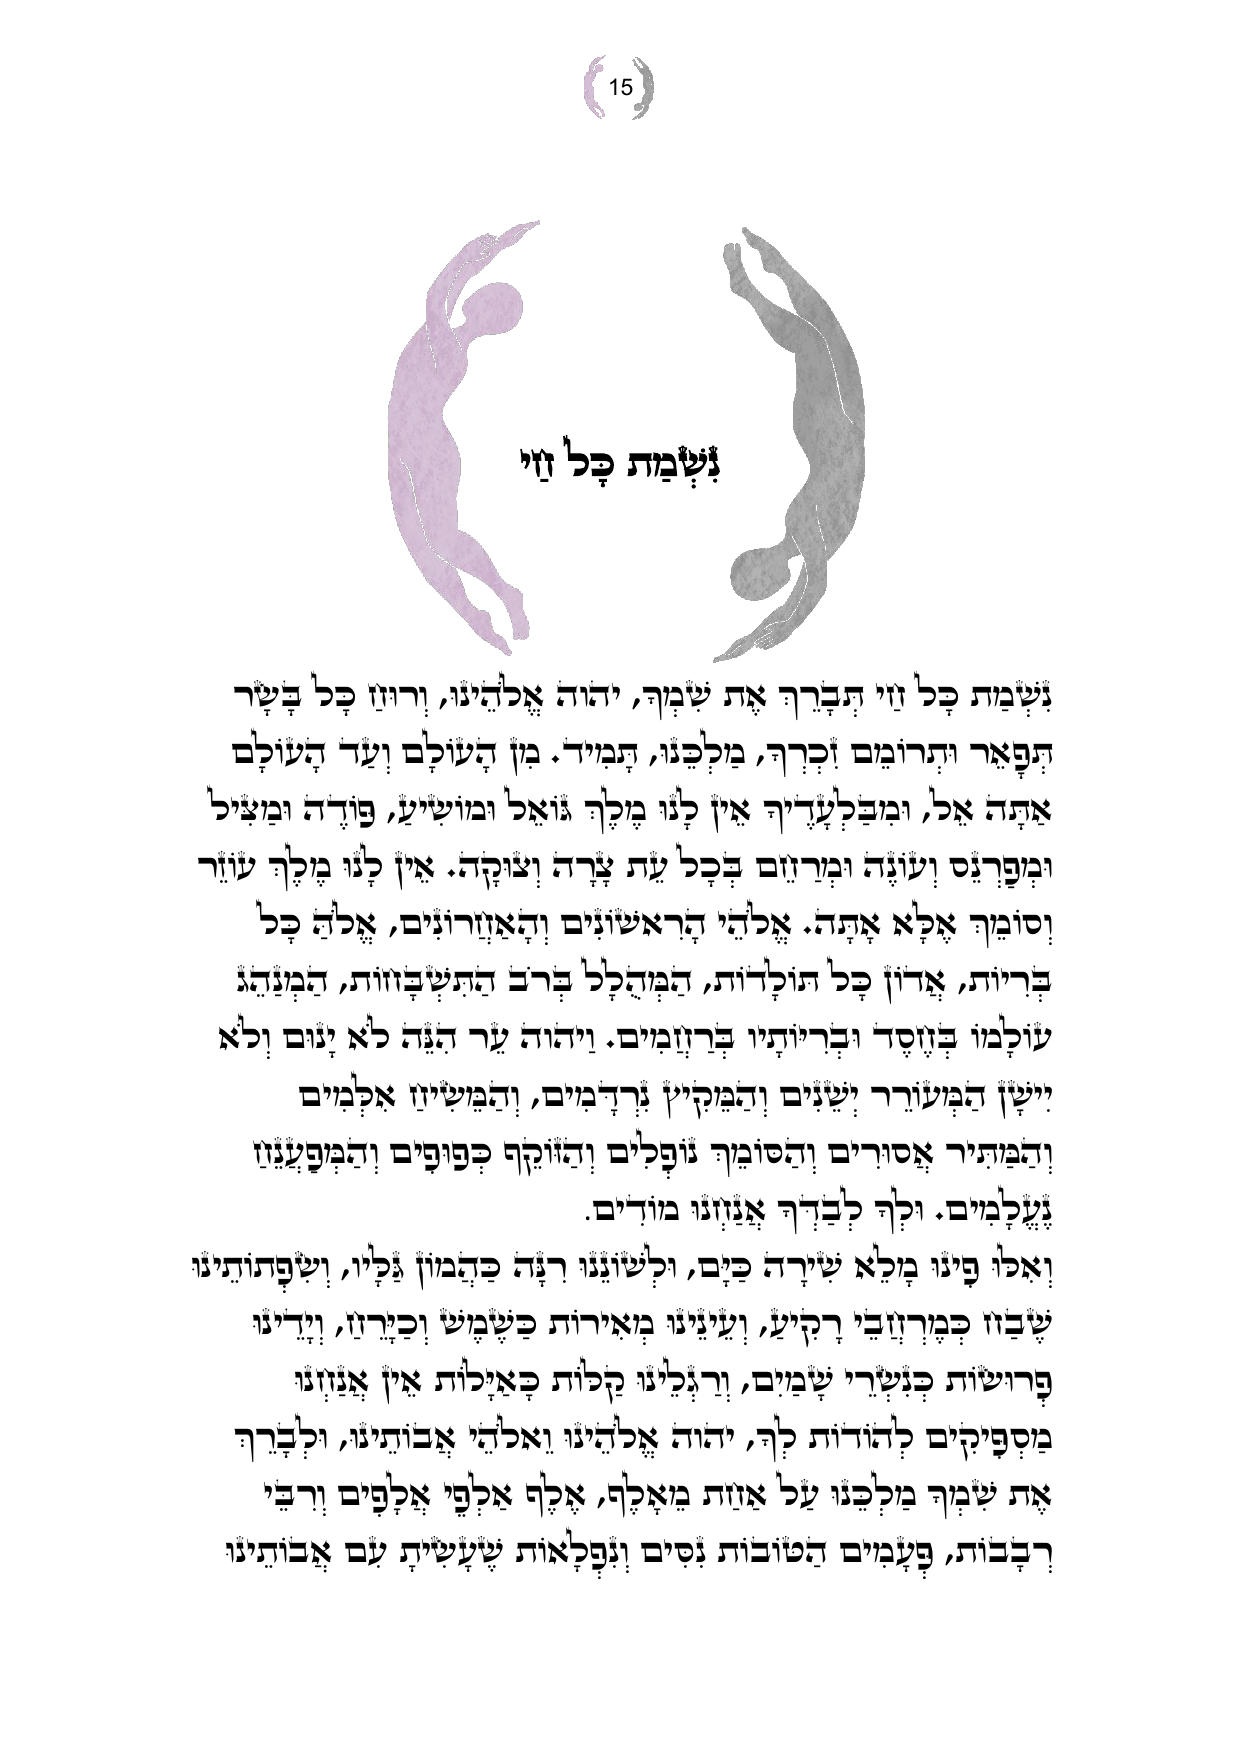 15
נִשְׁמַת כָּל חַי
נִשְׁמַת כָּל חַי תְּבָרֵךְ אֶת שִׁמְךָ, יהוה אֱלֹהֵינוּ, וְרוּחַ כָּל בָּשָׂר
תְּפָאֵר וּתְרוֹמֵם זִכְרְךָ, מַלְכֵּנוּ, תָּמִיד. מִן הָעוֹלָם וְעַד הָעוֹלָם
אַתָּה אֵל, וּמִבַּלְעָדֶיךָ אֵין לָנוּ מֶלֶךְ גּוֹאֵל וּמוֹשִׁיעַ, פּוֹדֶה וּמַצִּיל
וּמְפַרְנֵס וְעוֹנֶה וּמְרַחֵם בְּכָל עֵת צָרָה וְצוּקָה. אֵין לָנוּ מֶלֶךְ עוֹזֵר
וְסוֹמֵךְ אֶלָּא אָתָּה. אֱלֹהֵי הָרִאשׁוֹנִים וְהָאַחֲרוֹנִים, אֱלֹהַּ כָּל
בְּרִיּוֹת, אֲדוֹן כָּל תּוֹלָדוֹת, הַמְּהֻלָל בְּרֹב הַתִּשְׁבָּחוֹת, הַמְנַהֵג
עוֹלָמוֹ בְּחֶסֶד וּבְרִיּוֹתָיו בְּרַחֲמִים. וַיהוה עֵר הִנֵּה לֹא יָנוּם וְלֹא
יִישָׁן הַמְּעוֹרֵר יְשֵׁנִים וְהַמֵּקִיץ נִרְדָּמִים, וְהַמֵּשִׂיחַ אִלְּמִים
וְהַמַּתִּיר אֲסוּרִים וְהַסּוֹמֵךְ נוֹפְלִים וְהַזּוֹקֵף כְּפוּפִים וְהַמְּפַעֲנֵחַ
נֶעֱלָמִים. וּלְךָ לְבַדְּךָ אֲנַחְנוּ מוֹדִים.
וְאִלּוּ פִינוּ מָלֵא שִׁירָה כַּיָּם, וּלְשׁוֹנֵנוּ רִנָּה כַּהֲמוֹן גַּלָּיו, וְשִׂפְתוֹתֵינוּ
שֶׁבַח כְּמֶרְחֲבֵי רָקִיעַ, וְעֵינֵינוּ מְאִירוֹת כַּשֶּׁמֶשׁ וְכַיָּרֵחַ, וְיָדֵינוּ
פְרוּשׂוֹת כְּנִשְׂרֵי שָׁמַיִם, וְרַגְלֵינוּ קַלּוֹת כָּאַיָּלוֹת אֵין אֲנַחְנוּ
מַסְפִּיקִים לְהוֹדוֹת לְךָ, יהוה אֱלֹהֵינוּ וֵאלֹהֵי אֲבוֹתֵינוּ, וּלְבָרֵךְ
אֶת שִׁמְךָ מַלְכֵּנוּ עַל אַחַת מֵאָלֶף, אֶלֶף אַלְפֵי אֲלָפִים וְרִבֵּי
רְבָבוֹת, פְּעָמִים הַטּוֹבוֹת נִסִּים וְנִפְלָאוֹת שֶׁעָשִׂיתָ עִם אֲבוֹתֵינוּ